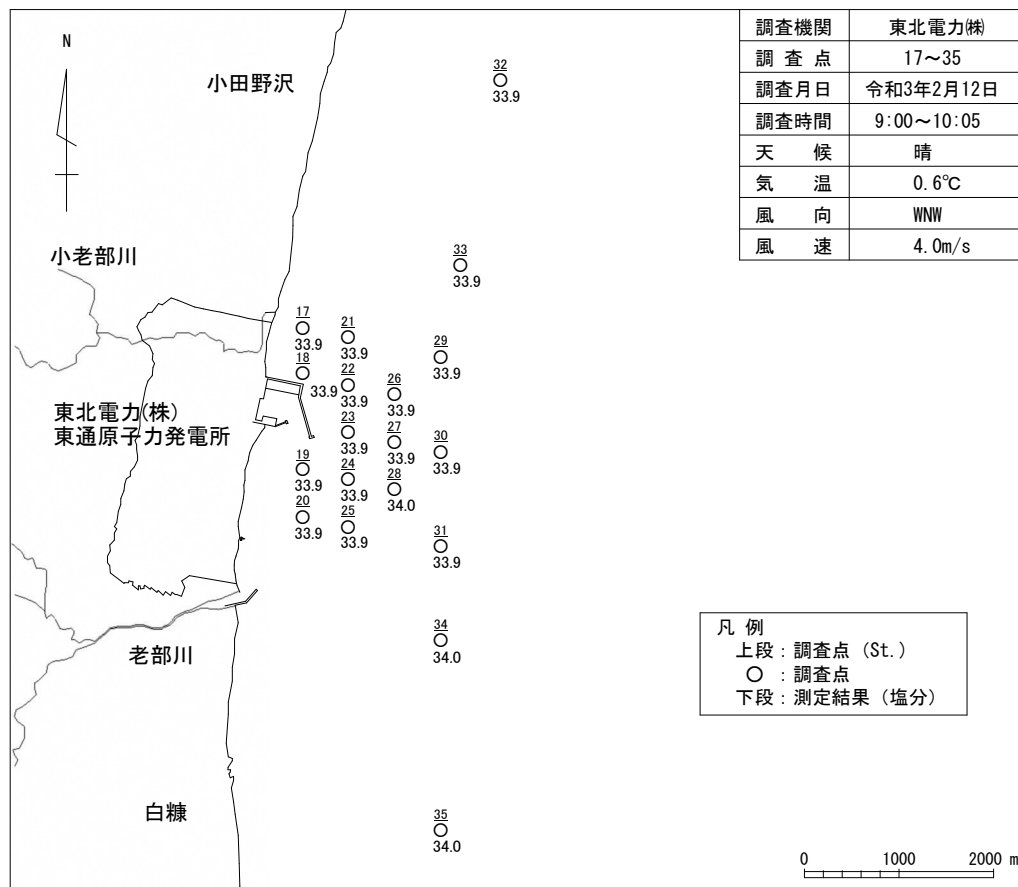 N
小田野沢
小老部川
東北電力(株)
東通原子力発電所
老部川
白糠
調査機関 東北電力㈱
調査点 17～35
調査月日 令和3年2月12日
調査時間 9:00～10:05
天候 晴
気温 0.6℃
風向 WNW
風速 4.0m/s
32
33.9
33
33.9
17
33.9
21
33.9
29
33.9
18
33.9
22
33.9
26
33.9
23
33.9
27
33.9
30
33.9
19
33.9
24
33.9
28
34.0
20
33.9
25
33.9
31
33.9
34
34.0
35
34.0
凡 例
上段：調査点（St.）
○ ：調査点
下段：測定結果（塩分）
0 1000 2000 m